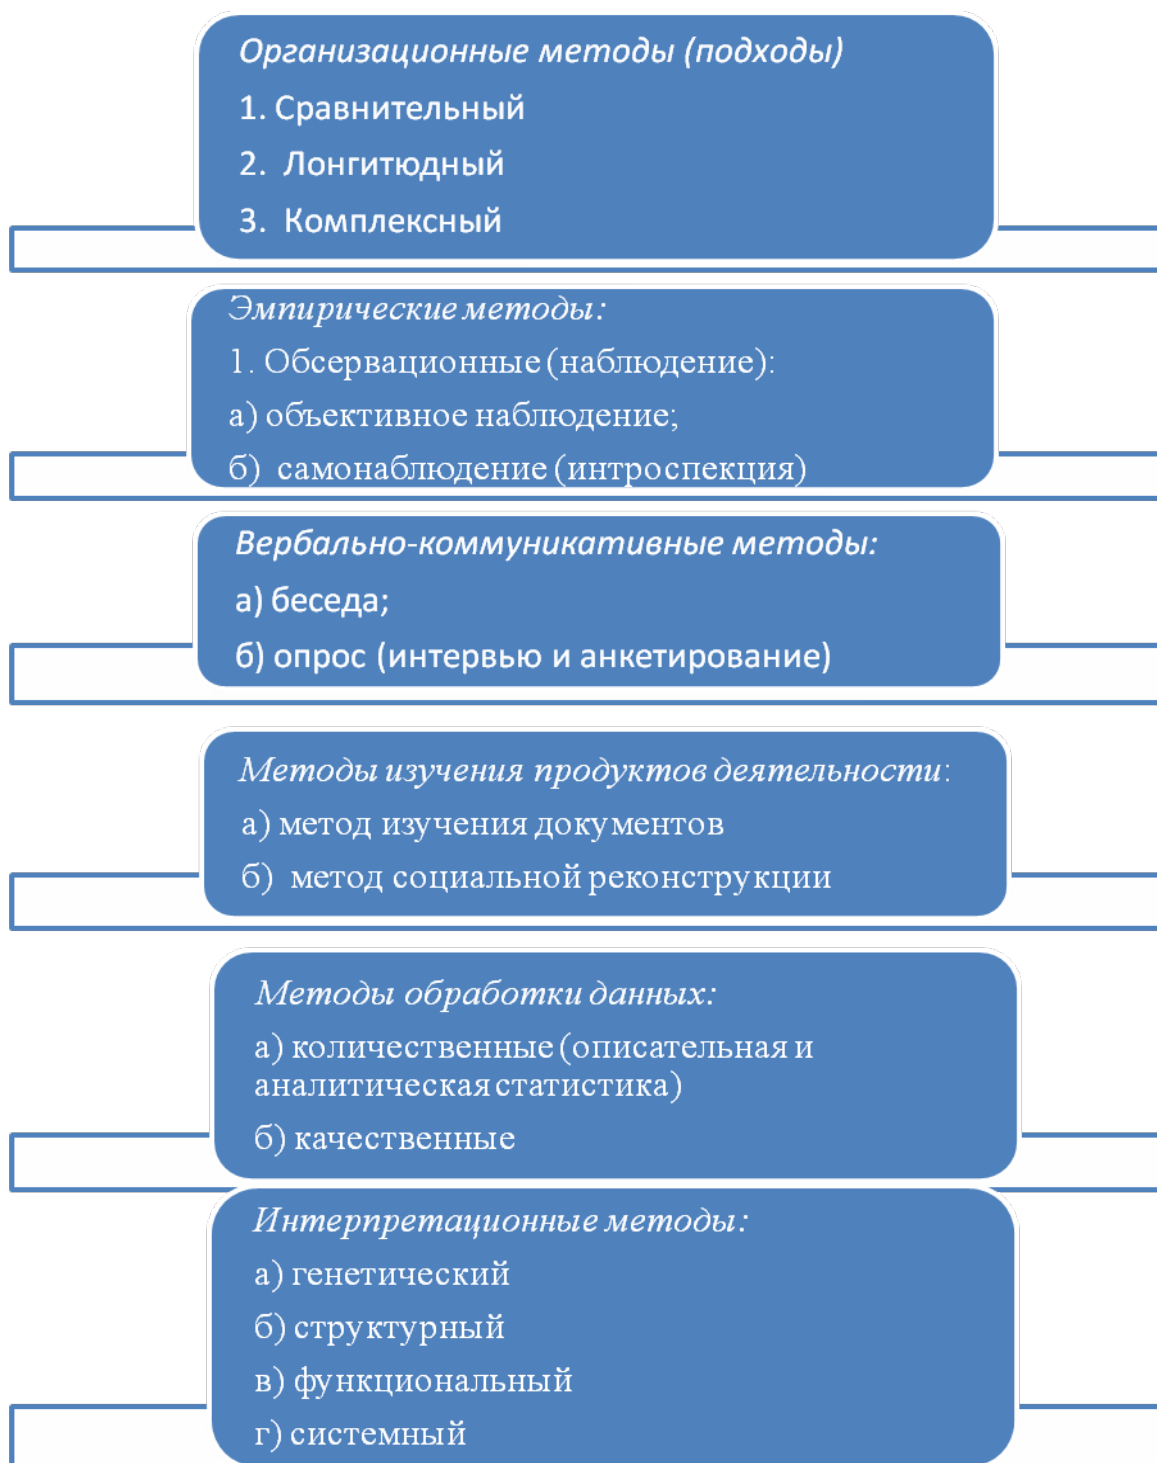 Организационные методы (подходы)
1. Сравнительный
2. Лонгитюдный
3. Комплексный
Эмпирические методы:
1. Обсервационные (наблюдение):
а) объективное наблюдение;
б) самонаблюдение (интроспекция)
Вербально-коммуникативные методы:
а) беседа;
б) опрос (интервью и анкетирование)
Методы изучения продуктов деятельности:
а) метод изучения документов
б) метод социальной реконструкции
Методы обработки данных:
а) количественные (описательная и
аналитическая статистика)
б) качественные
Интерпретационные методы:
а) генетический
б) структурный
в) функциональный
г) системный